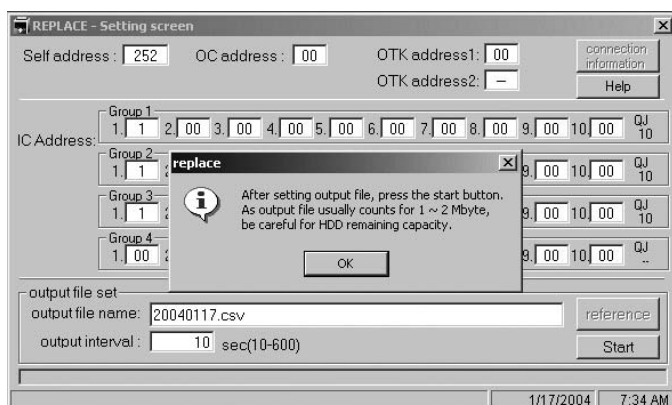 REPLACE - Setting screen
Self address : 252 OC address : 00 OTK address1: 00 connection information
OTK address2: -- Help
IC Address:
Group 1
1. 1 2. 00 3. 00 4. 00 5. 00 6. 00 7. 00 8. 00 9. 00 10. 00 QJ 10
Group 2
1. 1 9. 00 10. 00 QJ 10
Group 3
1. 1 9. 00 10. 00 QJ 10
Group 4
1. 00 9. 00 10. 00 QJ --
replace
After setting output file, press the start button.
As output file usually counts for 1 ~ 2 Mbyte,
be careful for HDD remaining capacity.
OK
output file set
output file name: 20040117.csv reference
output interval : 10 sec(10-600) Start
1/17/2004 7:34 AM